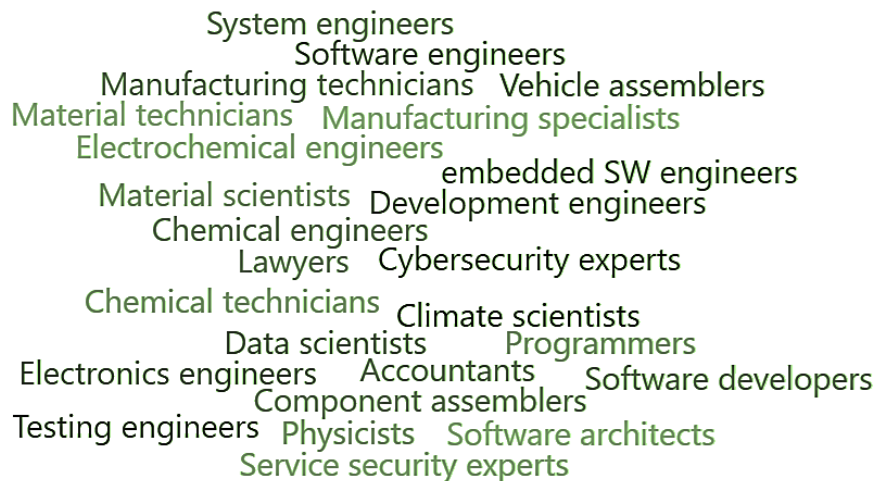 System engineers
Software engineers
Manufacturing technicians Vehicle assemblers
Material technicians Manufacturing specialists
Electrochemical engineers
embedded SW engineers
Material scientists Development engineers
Chemical engineers
Lawyers Cybersecurity experts
Chemical technicians Climate scientists
Data scientists Programmers
Electronics engineers Accountants Software developers
Component assemblers
Testing engineers Physicists Software architects
Service security experts